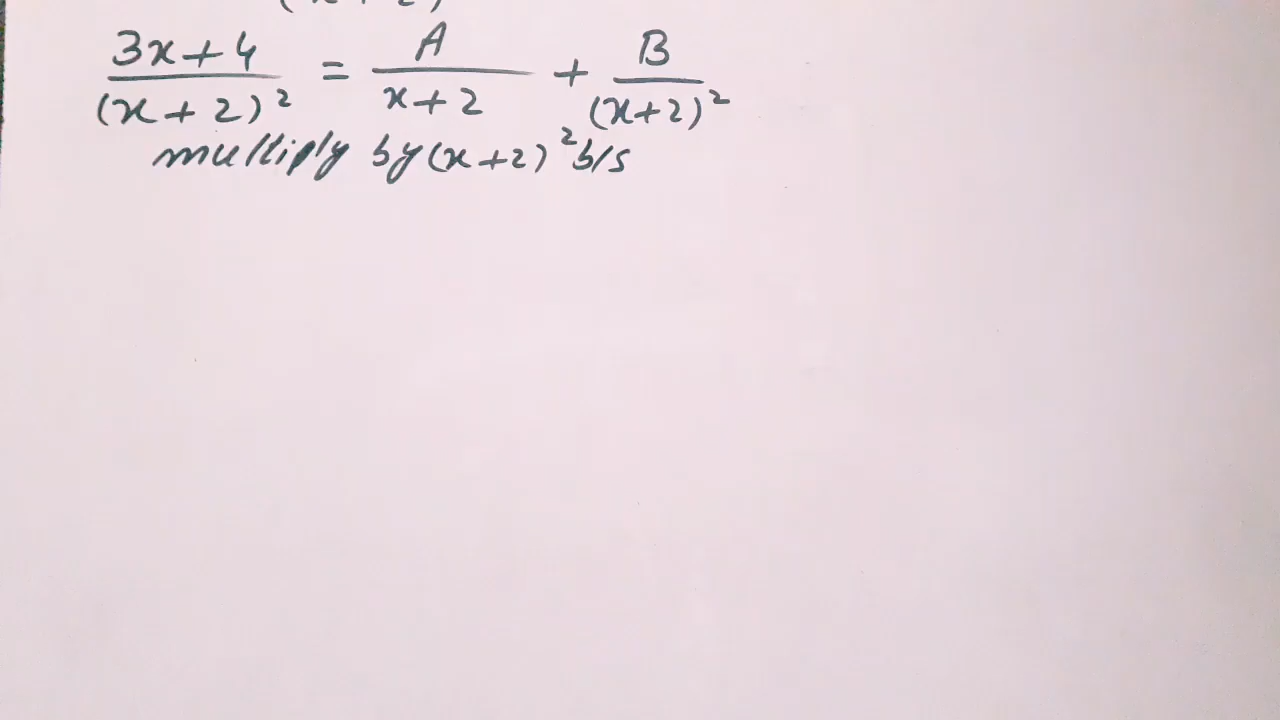 3x+4/(x+2)² = A/x+2 + B/(x+2)²
multiply by (x+2)² b/s